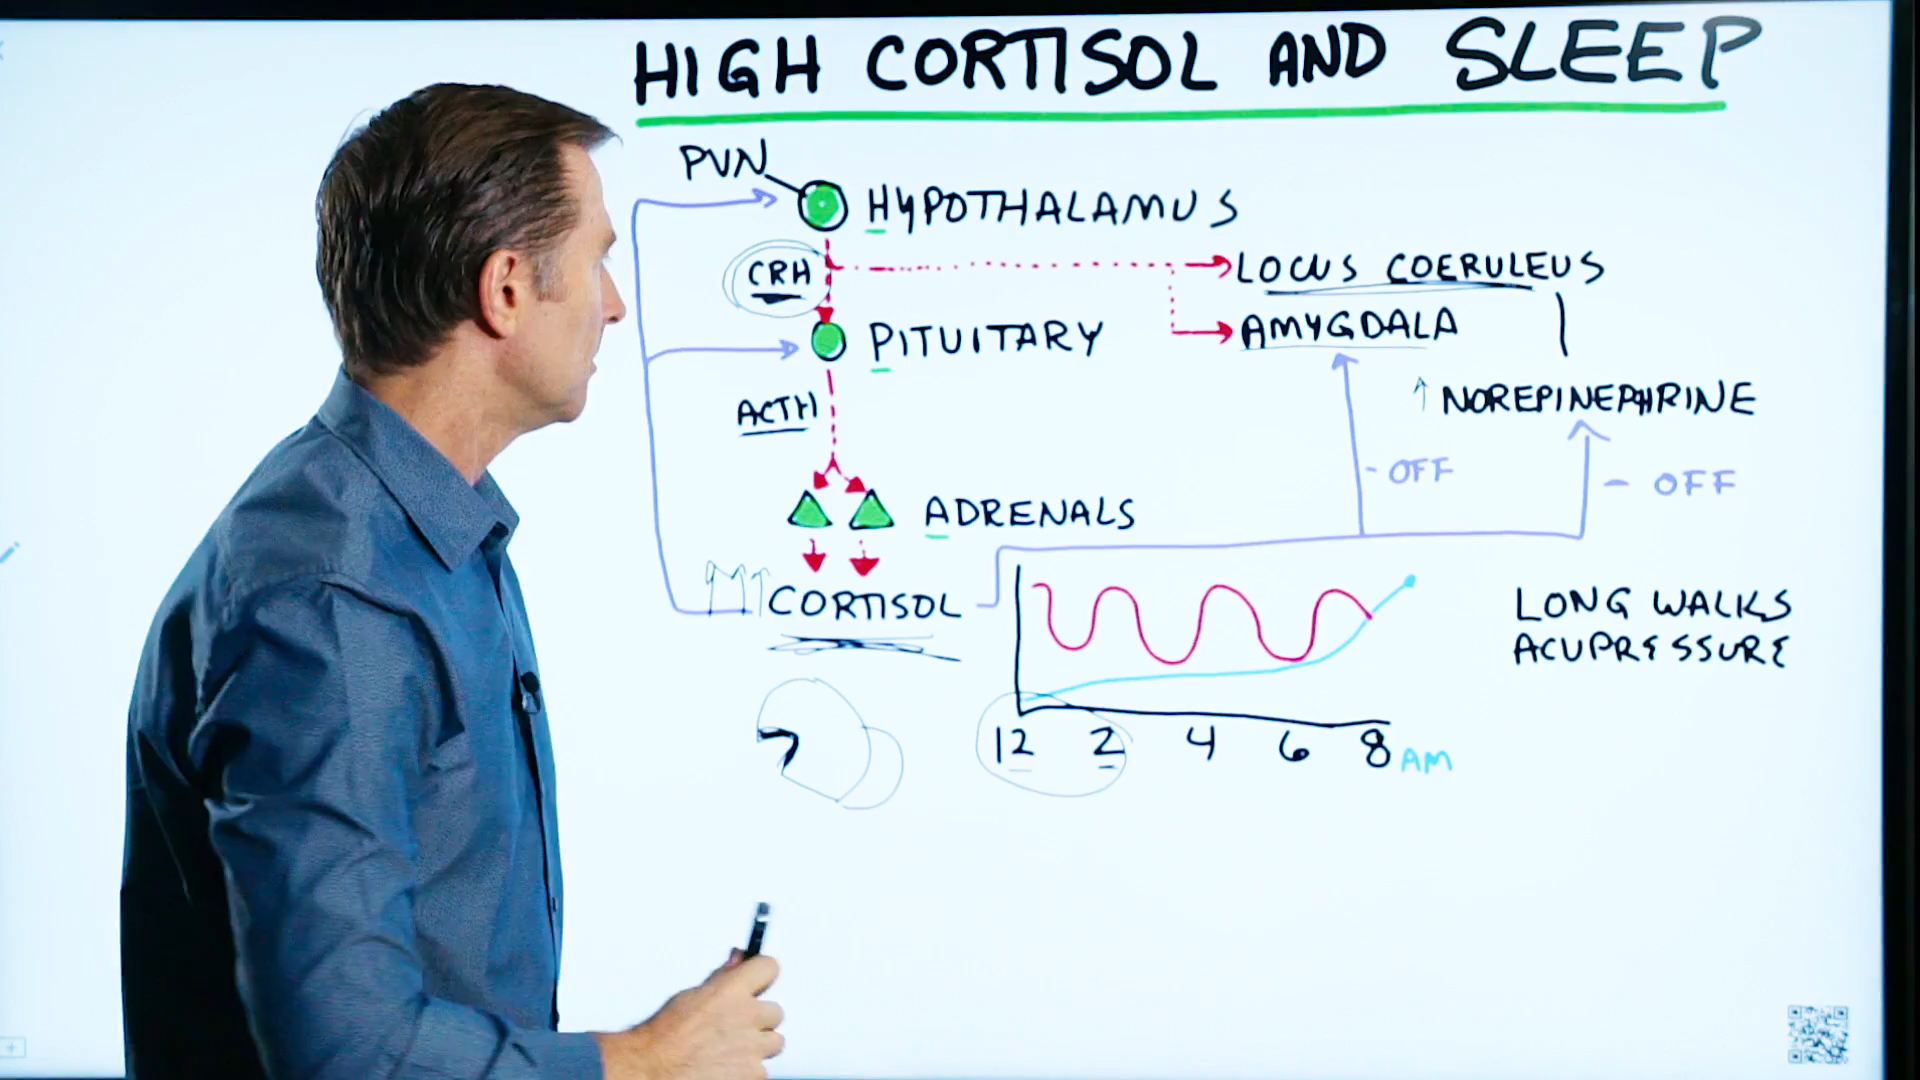 HIGH CORTISOL AND SLEEP
PVN
HYPOTHALAMUS
CRH
LOCUS COERULEUS
PITUITARY
AMYGDALA
↑ NOREPINEPHRINE
ACTH
- OFF
- OFF
ADRENALS
↑↑↑ CORTISOL
LONG WALKS
ACUPRESSURE
12 2 4 6 8 AM